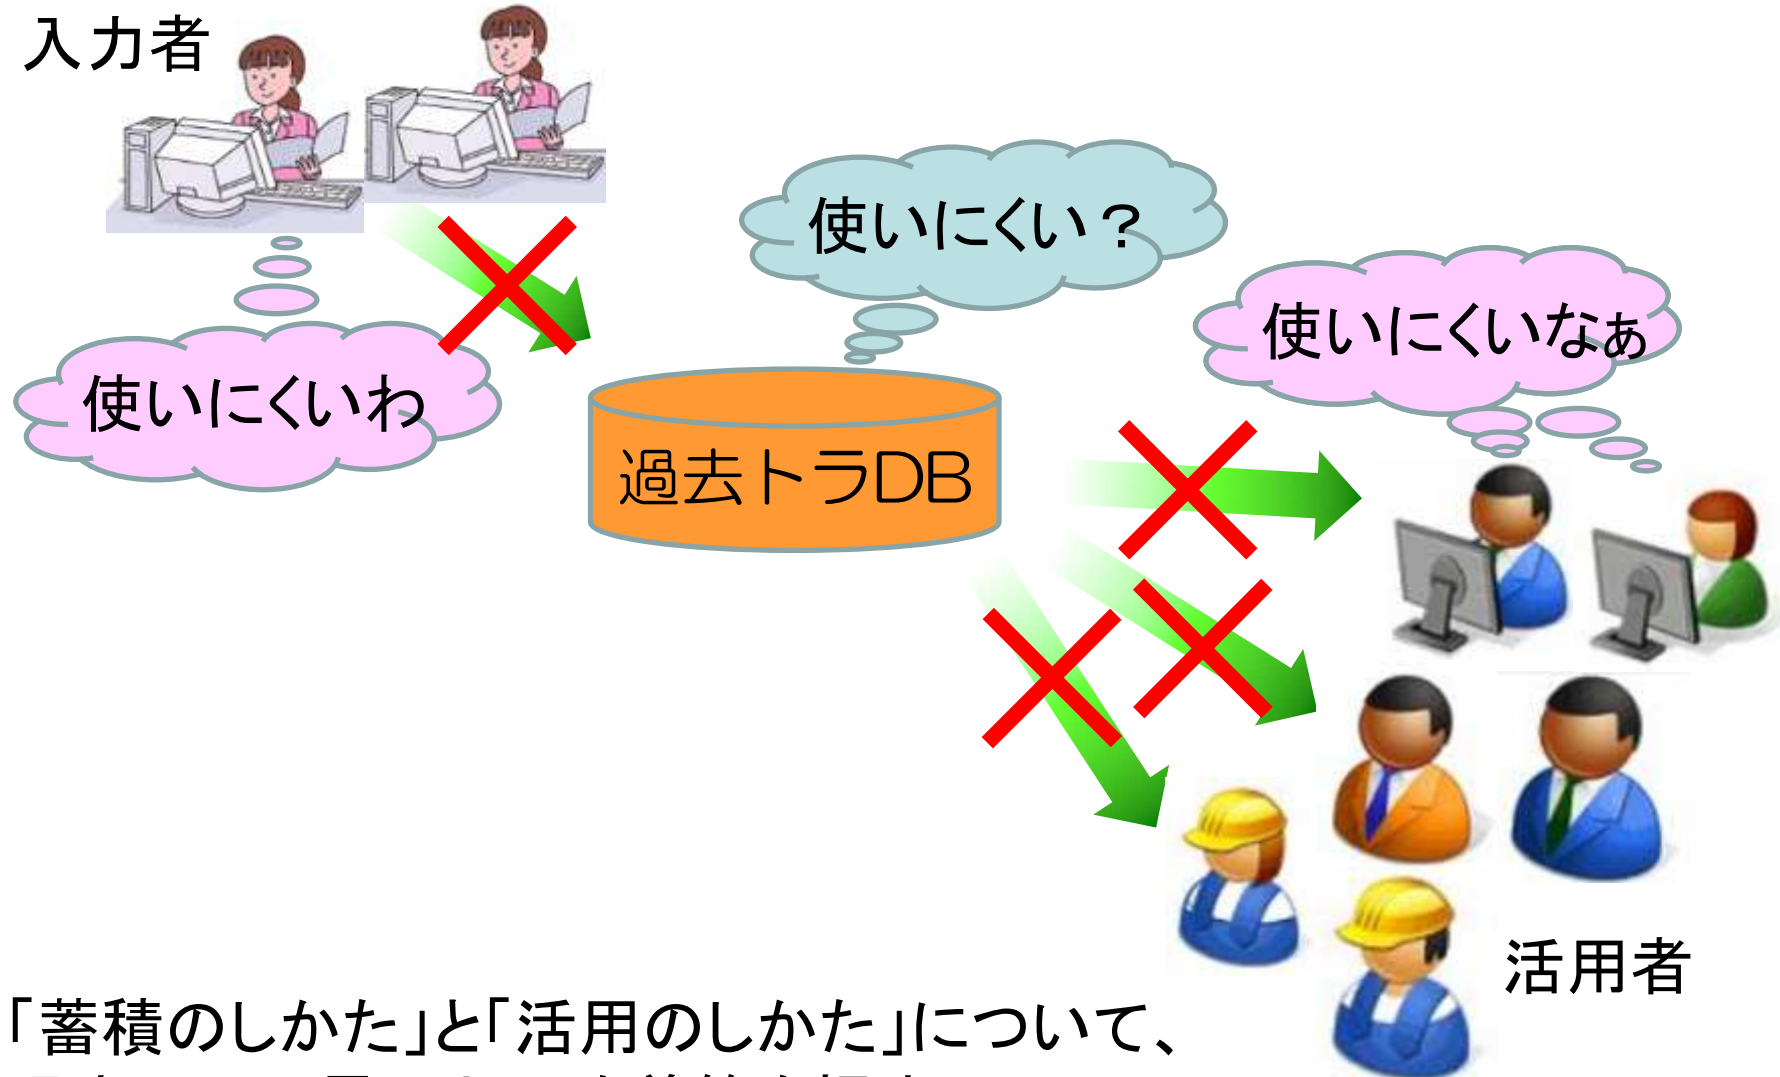 入力者
使いにくい？
使いにくいなぁ
使いにくいわ
過去トラDB
活用者
「蓄積のしかた」と「活用のしかた」について、